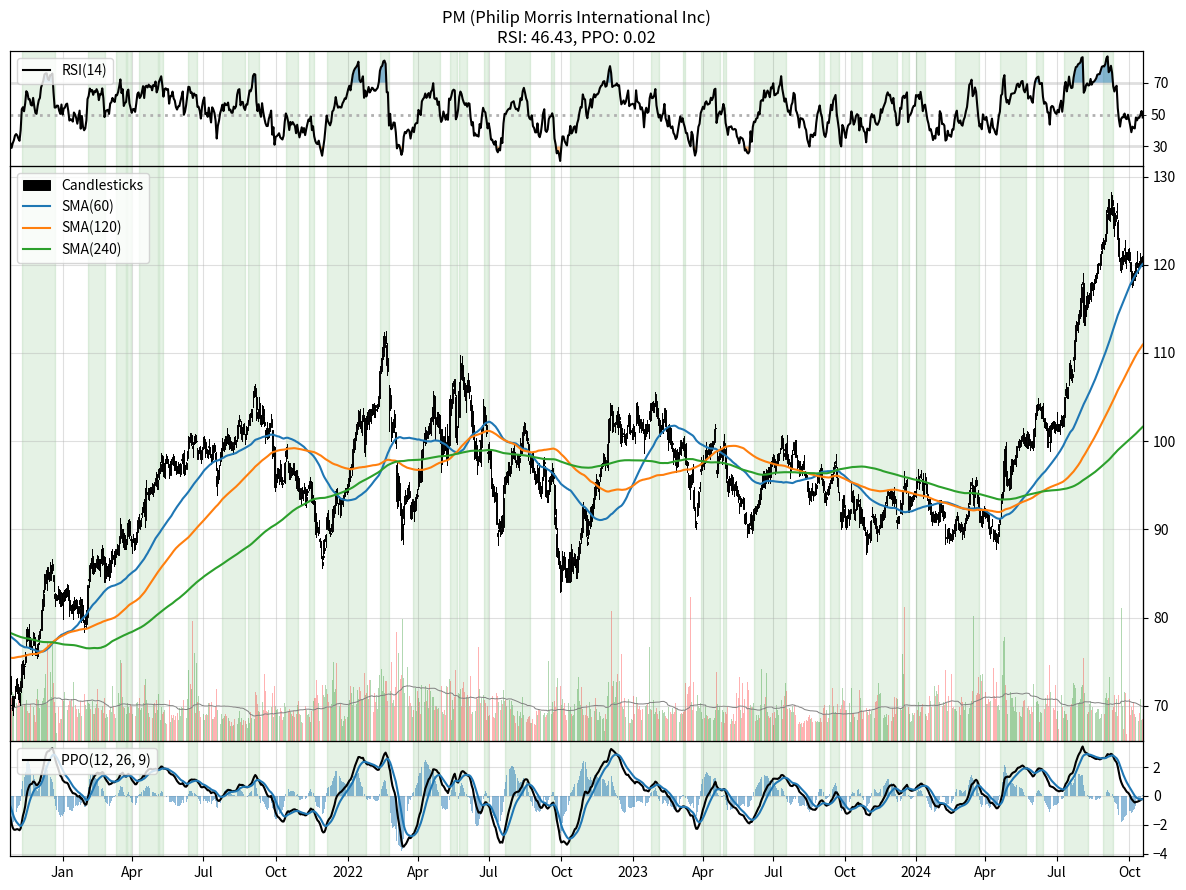 PM (Philip Morris International Inc)
RSI: 46.43, PPO: 0.02
RSI(14)
70
50
30
Candlesticks
SMA(60)
SMA(120)
SMA(240)
130
120
110
100
90
80
70
PPO(12, 26, 9)
2
0
−2
−4
Jan Apr Jul Oct 2022 Apr Jul Oct 2023 Apr Jul Oct 2024 Apr Jul Oct